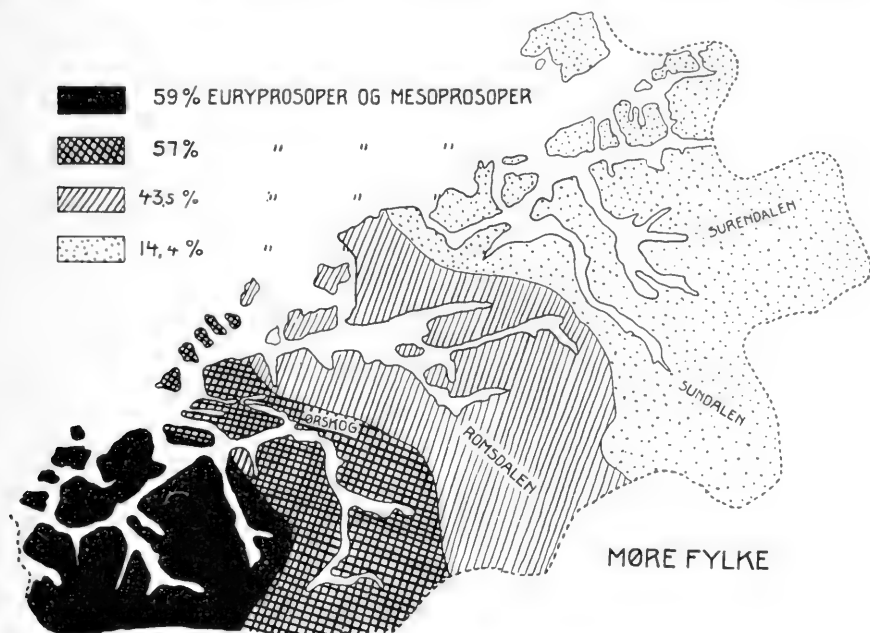 59 % EURYPROSOPER OG MESOPROSOPER
57 % " " "
43,5 % " " "
14,4 % " "
SURENDALEN
SUNDALEN
ØRSKOG
ROMSDALEN
MØRE FYLKE